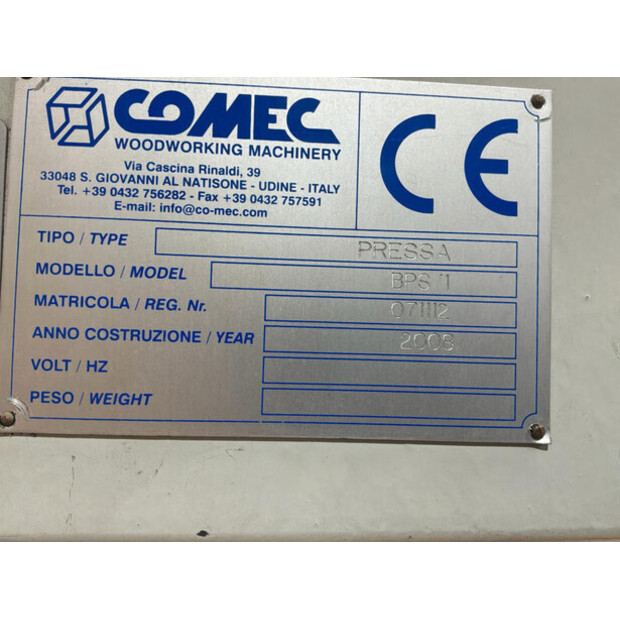 COMEC
WOODWORKING MACHINERY
Via Cascina Rinaldi, 39
33048 S. GIOVANNI AL NATISONE - UDINE - ITALY
Tel. +39 0432 756282 - Fax +39 0432 757591
E-mail: info@co-mec.com
CE
TIPO / TYPE PRESSA
MODELLO / MODEL BPS/1
MATRICOLA / REG. Nr. 071112
ANNO COSTRUZIONE / YEAR 2008
VOLT / HZ
PESO / WEIGHT